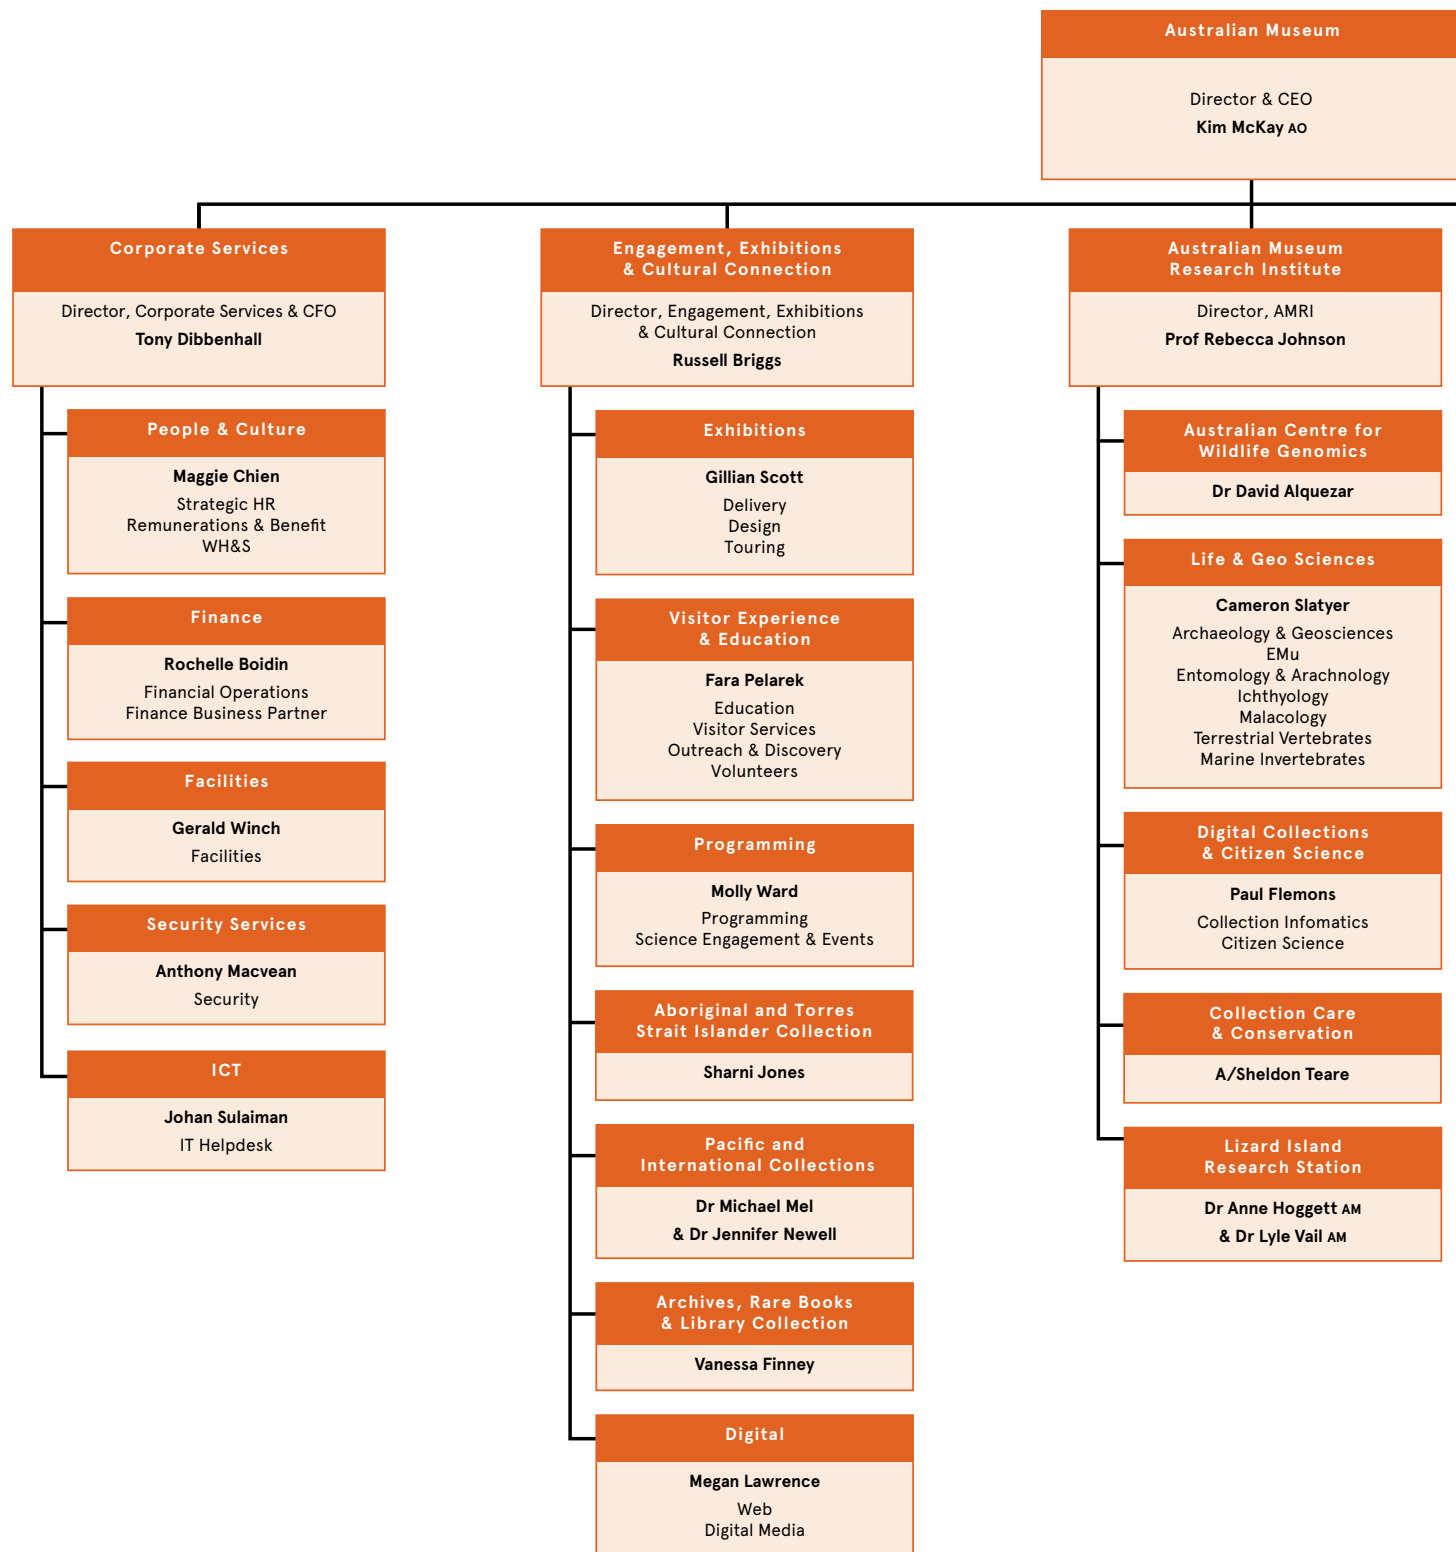 Australian Museum
Director & CEO
Kim McKay AO
Corporate Services
Director, Corporate Services & CFO
Tony Dibbenhall
People & Culture
Maggie Chien
Strategic HR
Remunerations & Benefit
WH&S
Finance
Rochelle Boidin
Financial Operations
Finance Business Partner
Facilities
Gerald Winch
Facilities
Security Services
Anthony Macvean
Security
ICT
Johan Sulaiman
IT Helpdesk
Engagement, Exhibitions
& Cultural Connection
Director, Engagement, Exhibitions
& Cultural Connection
Russell Briggs
Exhibitions
Gillian Scott
Delivery
Design
Touring
Visitor Experience
& Education
Fara Pelarek
Education
Visitor Services
Outreach & Discovery
Volunteers
Programming
Molly Ward
Programming
Science Engagement & Events
Aboriginal and Torres
Strait Islander Collection
Sharni Jones
Pacific and
International Collections
Dr Michael Mel
& Dr Jennifer Newell
Archives, Rare Books
& Library Collection
Vanessa Finney
Digital
Megan Lawrence
Web
Digital Media
Australian Museum
Research Institute
Director, AMRI
Prof Rebecca Johnson
Australian Centre for
Wildlife Genomics
Dr David Alquezar
Life & Geo Sciences
Cameron Slatyer
Archaeology & Geosciences
EMu
Entomology & Arachnology
Ichthyology
Malacology
Terrestrial Vertebrates
Marine Invertebrates
Digital Collections
& Citizen Science
Paul Flemons
Collection Infomatics
Citizen Science
Collection Care
& Conservation
A/Sheldon Teare
Lizard Island
Research Station
Dr Anne Hoggett AM
& Dr Lyle Vail AM